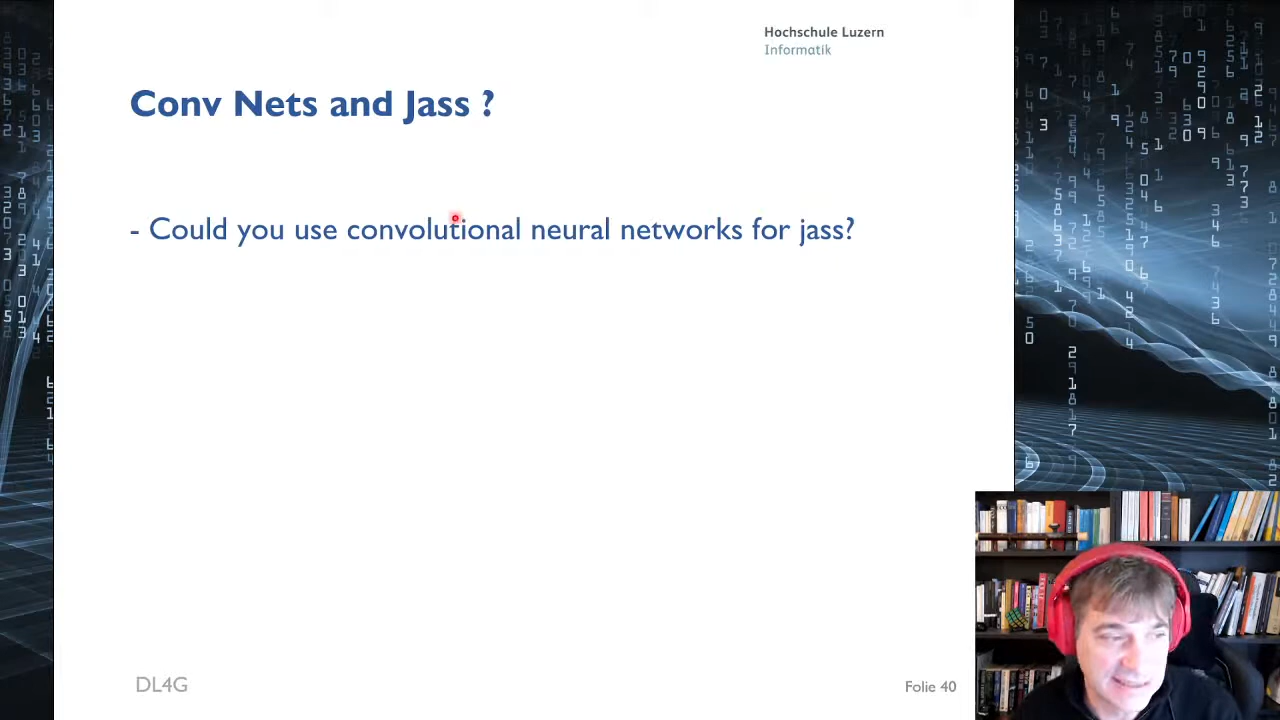 Hochschule Luzern
Informatik
Conv Nets and Jass ?
- Could you use convolutional neural networks for jass?
DL4G
Folie 40